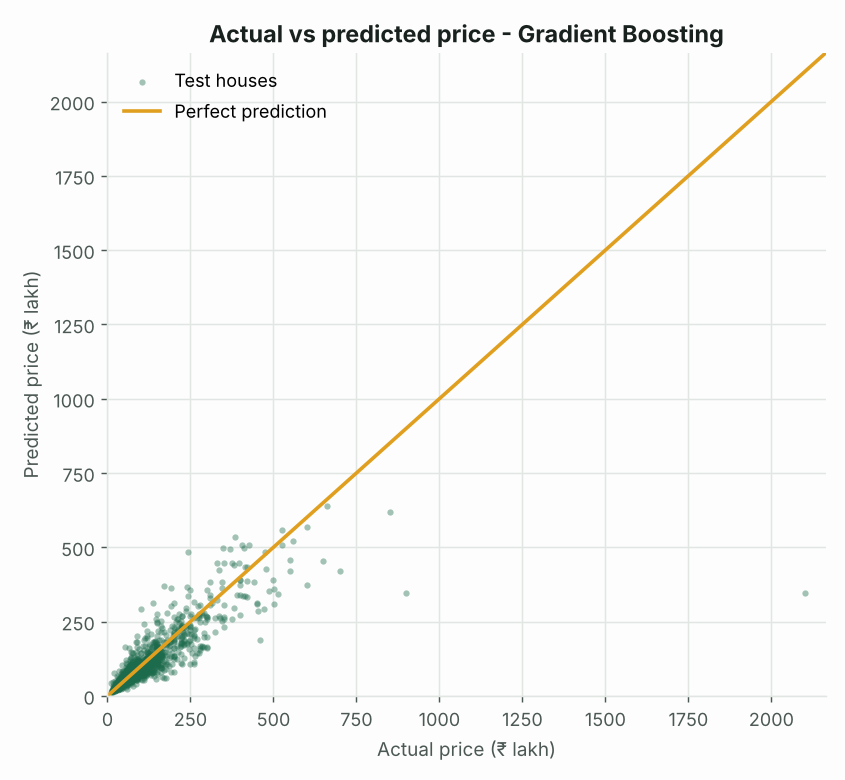 Actual vs predicted price - Gradient Boosting
Test houses
Perfect prediction
Predicted price (₹ lakh)
2000
1750
1500
1250
1000
750
500
250
0
0 250 500 750 1000 1250 1500 1750 2000
Actual price (₹ lakh)